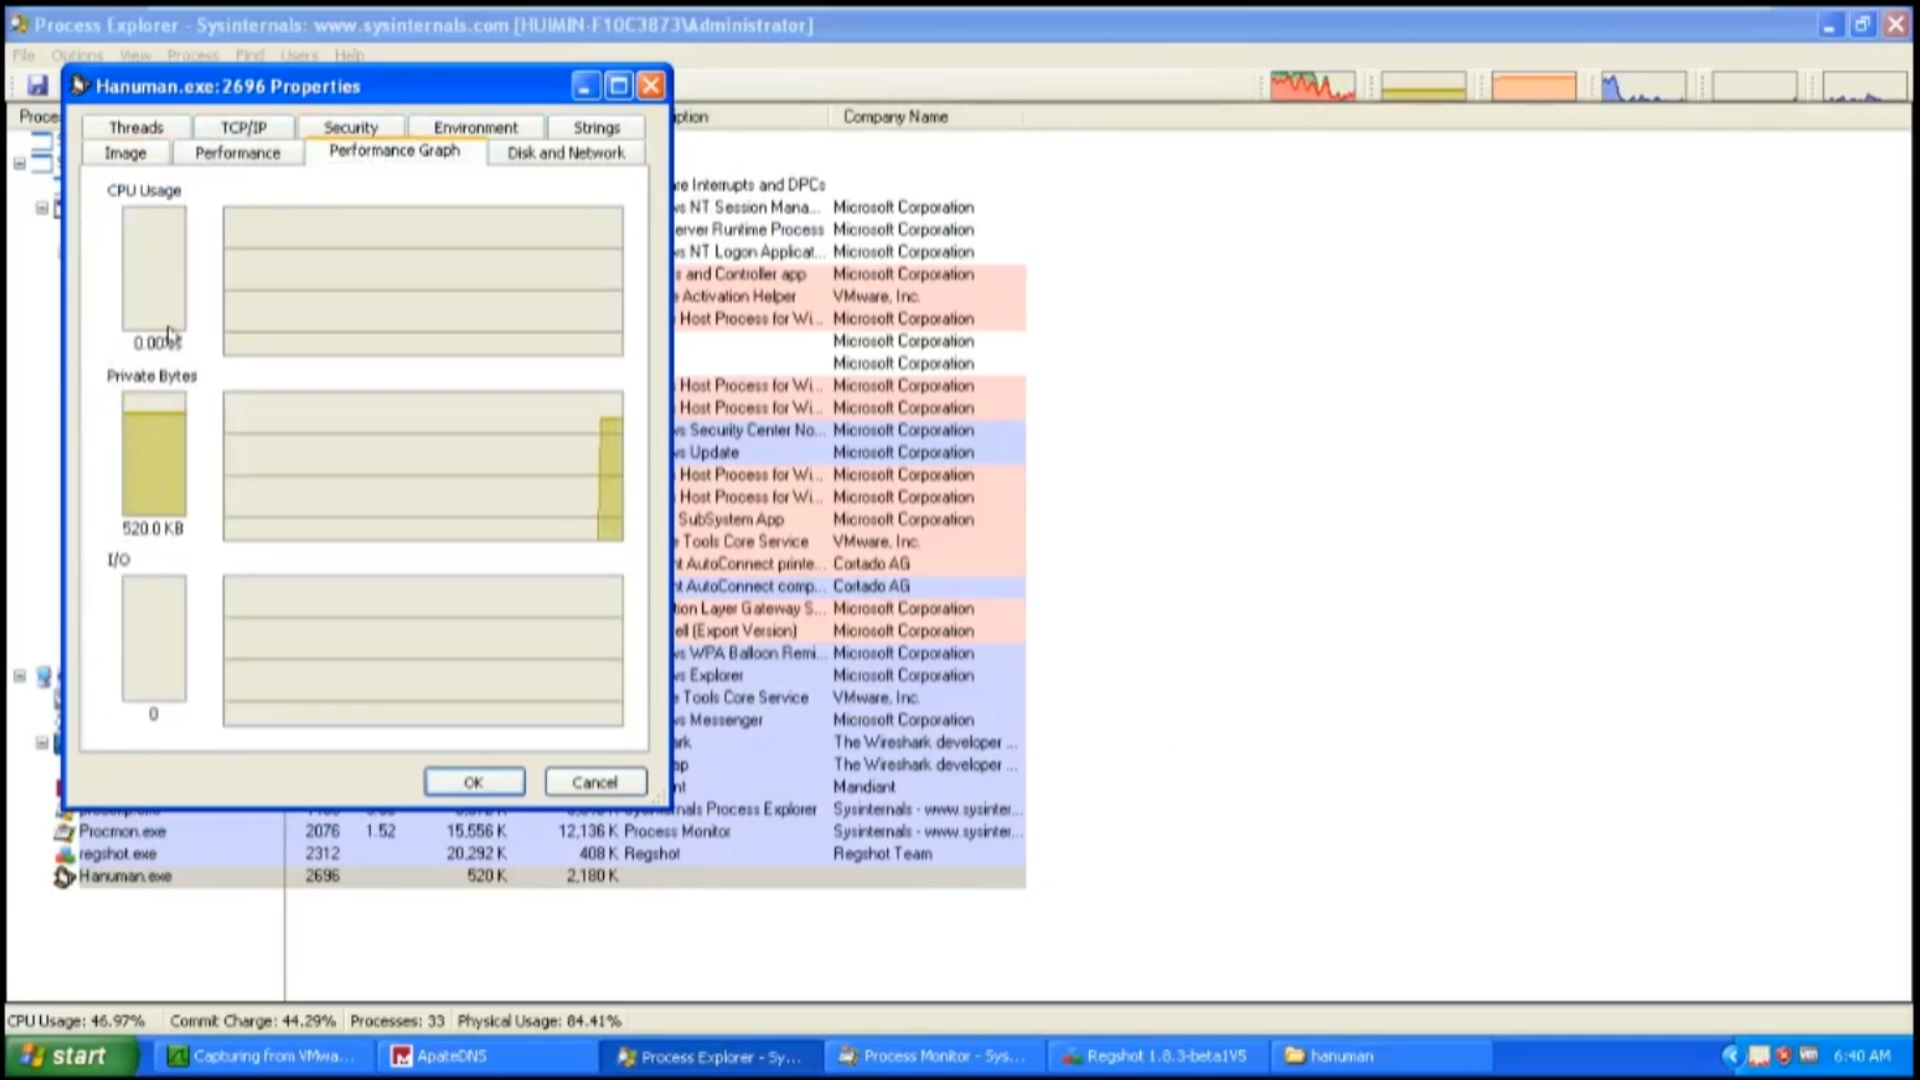 Process Explorer - Sysinternals: www.sysinternals.com [HUIMIN-F10C3873\Administrator]
File Options View Process Find Users Help
Hanuman.exe:2696 Properties
Threads TCP/IP Security Environment Strings
Image Performance Performance Graph Disk and Network
CPU Usage
Private Bytes
520.0 KB
I/O
0
OK Cancel
Company Name
Interrupts and DPCs
NT Session Mana... Microsoft Corporation
Runtime Process Microsoft Corporation
NT Logon Applicat... Microsoft Corporation
and Controller app Microsoft Corporation
Activation Helper VMware, Inc.
Host Process for Wi... Microsoft Corporation
Microsoft Corporation
Microsoft Corporation
Host Process for Wi... Microsoft Corporation
Host Process for Wi... Microsoft Corporation
Security Center No... Microsoft Corporation
Update Microsoft Corporation
Host Process for Wi... Microsoft Corporation
Host Process for Wi... Microsoft Corporation
SubSystem App Microsoft Corporation
Tools Core Service VMware, Inc.
AutoConnect printe... Cortado AG
AutoConnect comp... Cortado AG
Layer Gateway S... Microsoft Corporation
(Export Version) Microsoft Corporation
WPA Balloon Remi... Microsoft Corporation
Explorer Microsoft Corporation
Tools Core Service VMware, Inc.
Messenger Microsoft Corporation
The Wireshark developer ...
The Wireshark developer ...
Mandiant
Process Explorer Sysinternals - www.sysinter...
Procmon.exe 2076 1.52 15,556 K 12,136 K Process Monitor Sysinternals - www.sysinter...
regshot.exe 2312 20,292 K 408 K Regshot Regshot Team
Hanuman.exe 2696 520 K 2,180 K
CPU Usage: 46.97% Commit Charge: 44.29% Processes: 33 Physical Usage: 84.41%
start Capturing from VMwa... ApateDNS Process Explorer - Sy... Process Monitor - Sys... Regshot 1.8.3-beta1V5 hanuman 6:40 AM